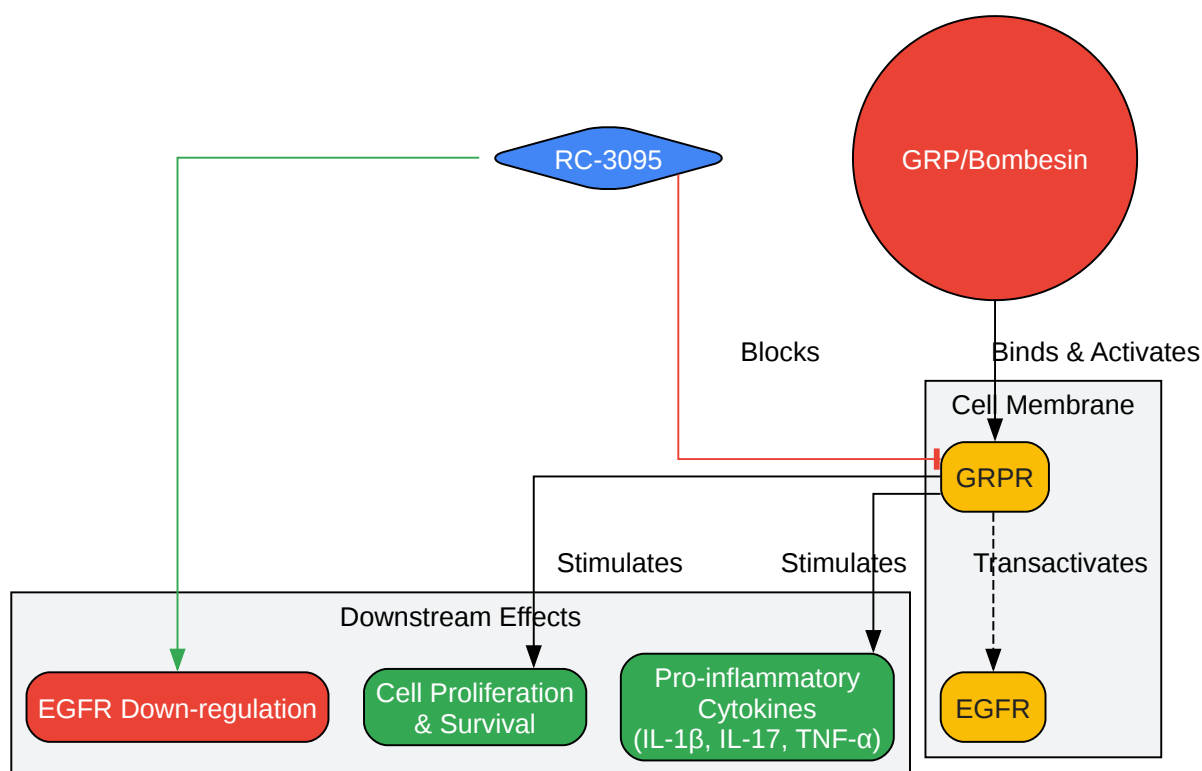 RC-3095
GRP/Bombesin
Blocks
Binds & Activates
Cell Membrane
GRPR
Stimulates
Stimulates
Transactivates
Downstream Effects
EGFR Down-regulation
Cell Proliferation
& Survival
Pro-inflammatory
Cytokines
(IL-1β, IL-17, TNF-α)
EGFR